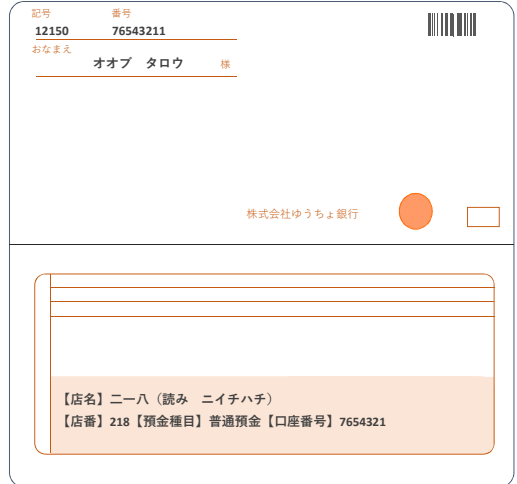 記号 番号
12150 76543211
おなまえ
オオブ タロウ 様
株式会社ゆうちょ銀行
【店名】二一八（読み ニイチハチ）
【店番】218【預金種目】普通預金【口座番号】7654321